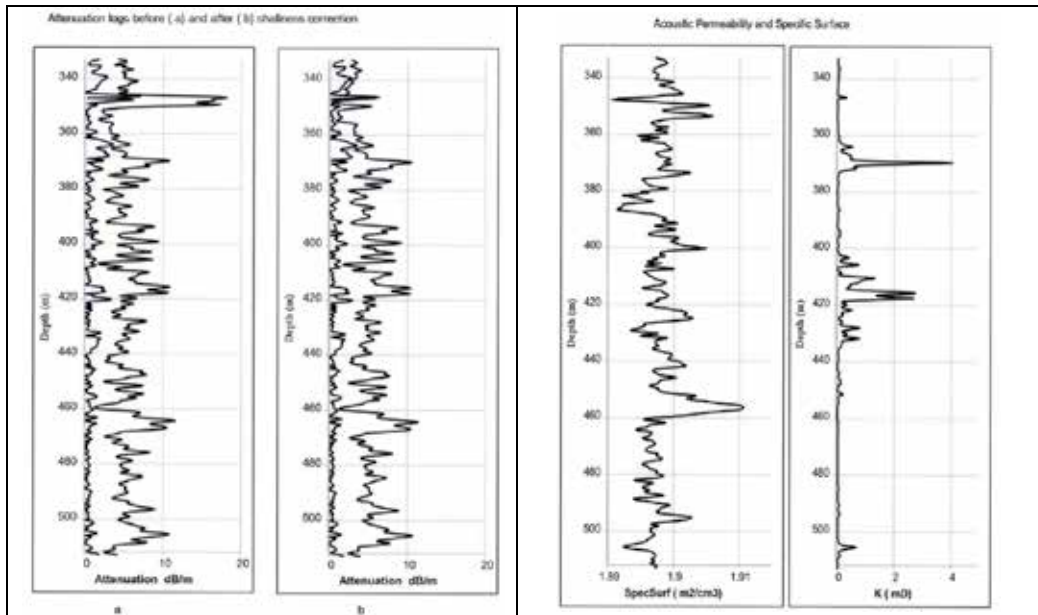 Attenuation logs before ( a) and after ( b) shaliness correction
340
360
380
400
420
440
460
480
500
Depth (m)
0 10 20
Attenuation dB/m
a
340
360
380
400
420
440
460
480
500
Depth (m)
0 10 20
Attenuation dB/m
b
Acoustic Permeability and Specific Surface
340
360
380
400
420
440
460
480
500
Depth (m)
1.89 1.9 1.91
SpecSurf ( m2/cm3)
340
360
380
400
420
440
460
480
500
Depth (m)
0 2 4
K ( mD)